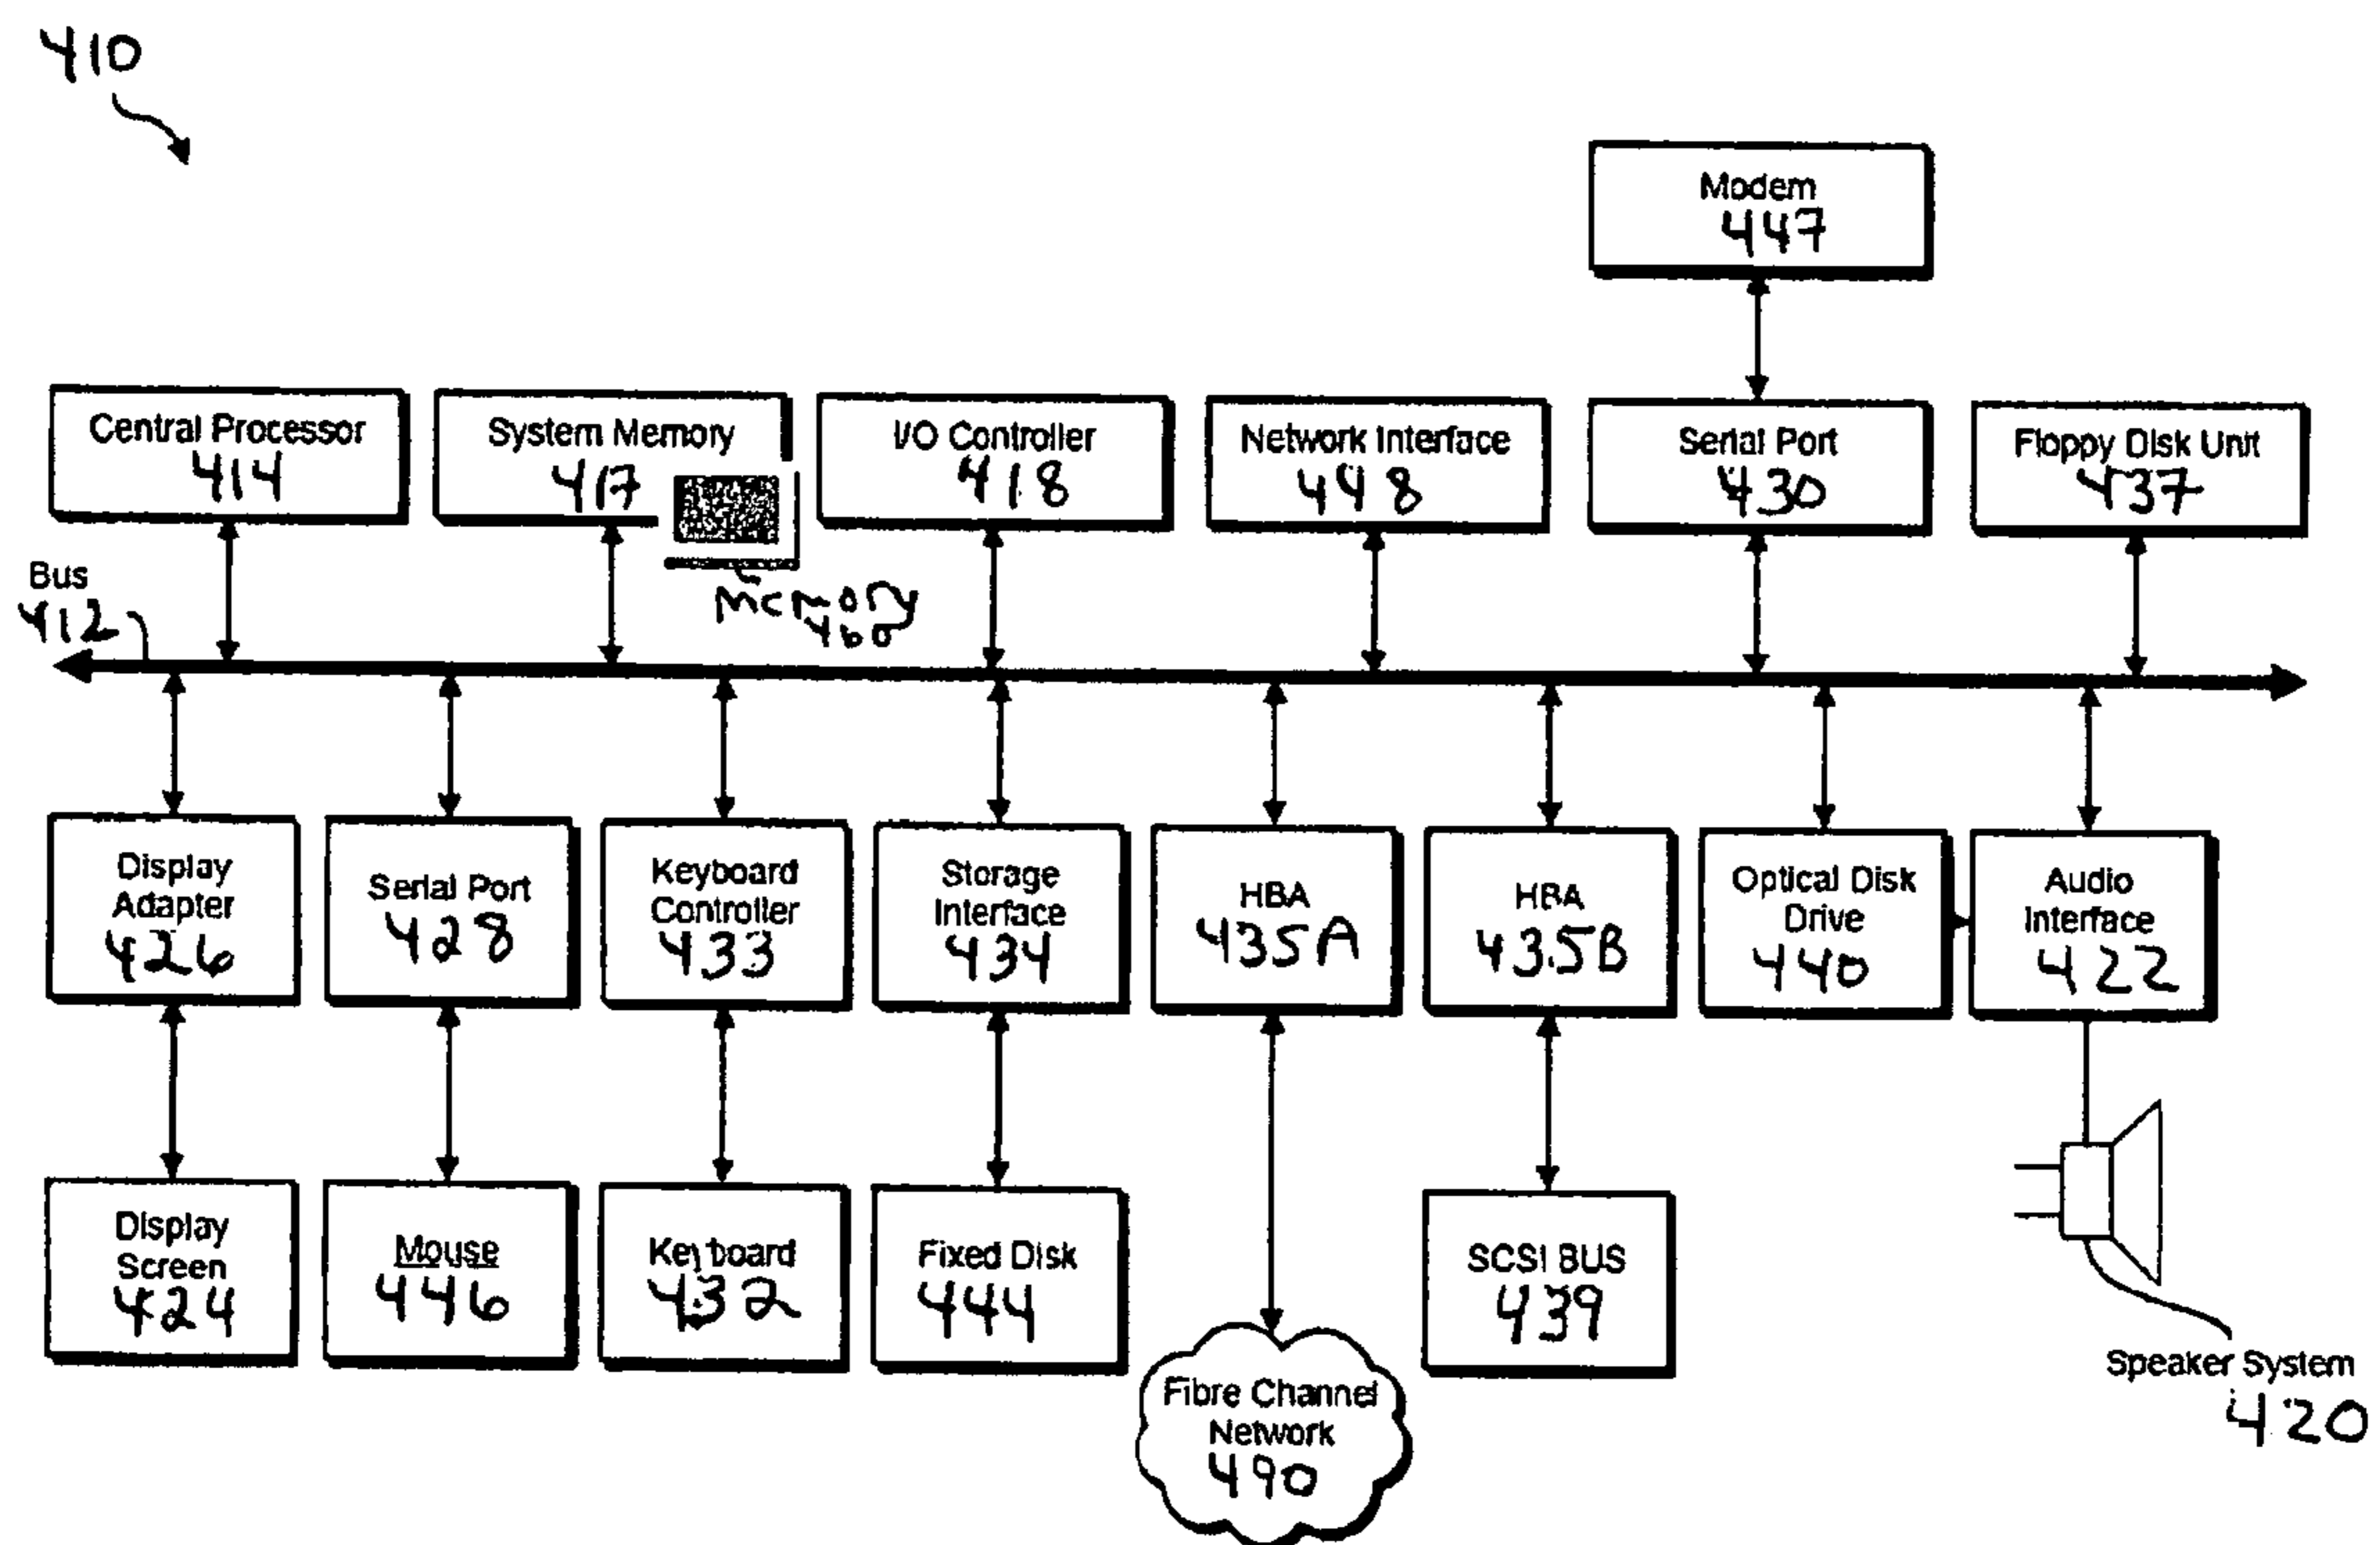 410
Modem
447
Central Processor
414
System Memory
417
I/O Controller
418
Network Interface
448
Serial Port
430
Floppy Disk Unit
437
Memory
460
Bus
412
Display
Adapter
426
Serial Port
428
Keyboard
Controller
433
Storage
Interface
434
HBA
435A
HBA
435B
Optical Disk
Drive
440
Audio
Interface
422
Display
Screen
424
Mouse
446
Keyboard
432
Fixed Disk
444
Fibre Channel
Network
490
SCSI BUS
439
Speaker System
420